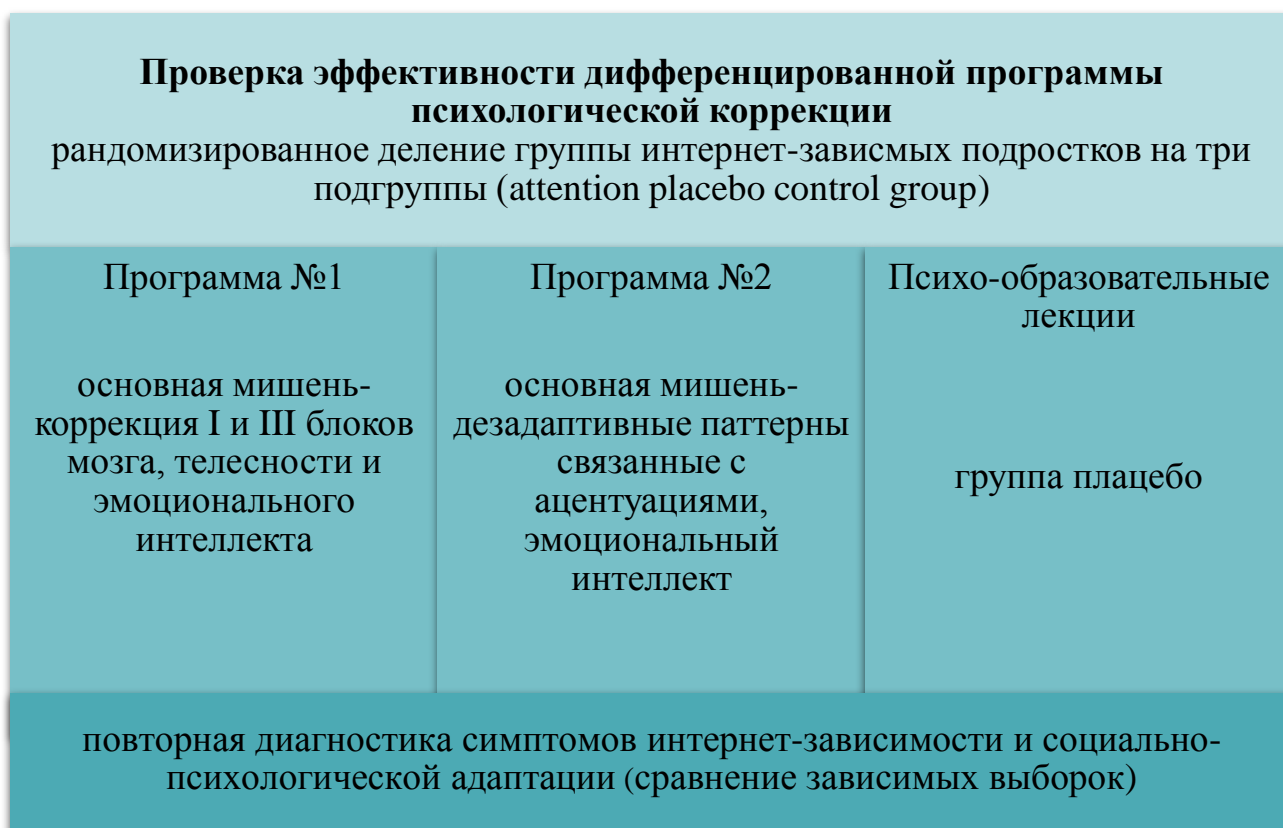 Проверка эффективности дифференцированной программы
психологической коррекции
рандомизированное деление группы интернет-зависмых подростков на три
подгруппы (attention placebo control group)
Программа №1
основная мишень-
коррекция I и III блоков
мозга, телесности и
эмоционального
интеллекта
Программа №2
основная мишень-
дезадаптивные паттерны
связанные с
ацентуациями,
эмоциональный
интеллект
Психо-образовательные
лекции
группа плацебо
повторная диагностика симптомов интернет-зависимости и социально-
психологической адаптации (сравнение зависимых выборок)